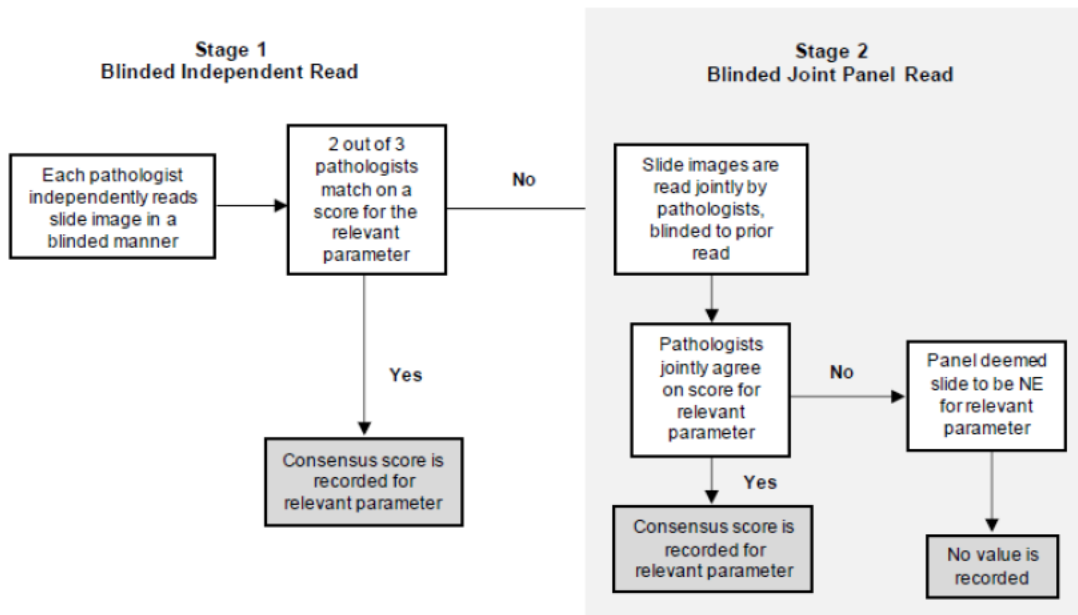 Stage 1
Blinded Independent Read
Each pathologist
independently reads
slide image in a
blinded manner
2 out of 3
pathologists
match on a
score for the
relevant
parameter
No
Yes
Consensus score is
recorded for
relevant parameter
Stage 2
Blinded Joint Panel Read
Slide images are
read jointly by
pathologists,
blinded to prior
read
Pathologists
jointly agree
on score for
relevant
parameter
No
Panel deemed
slide to be NE
for relevant
parameter
Yes
Consensus score is
recorded for
relevant parameter
No value is
recorded